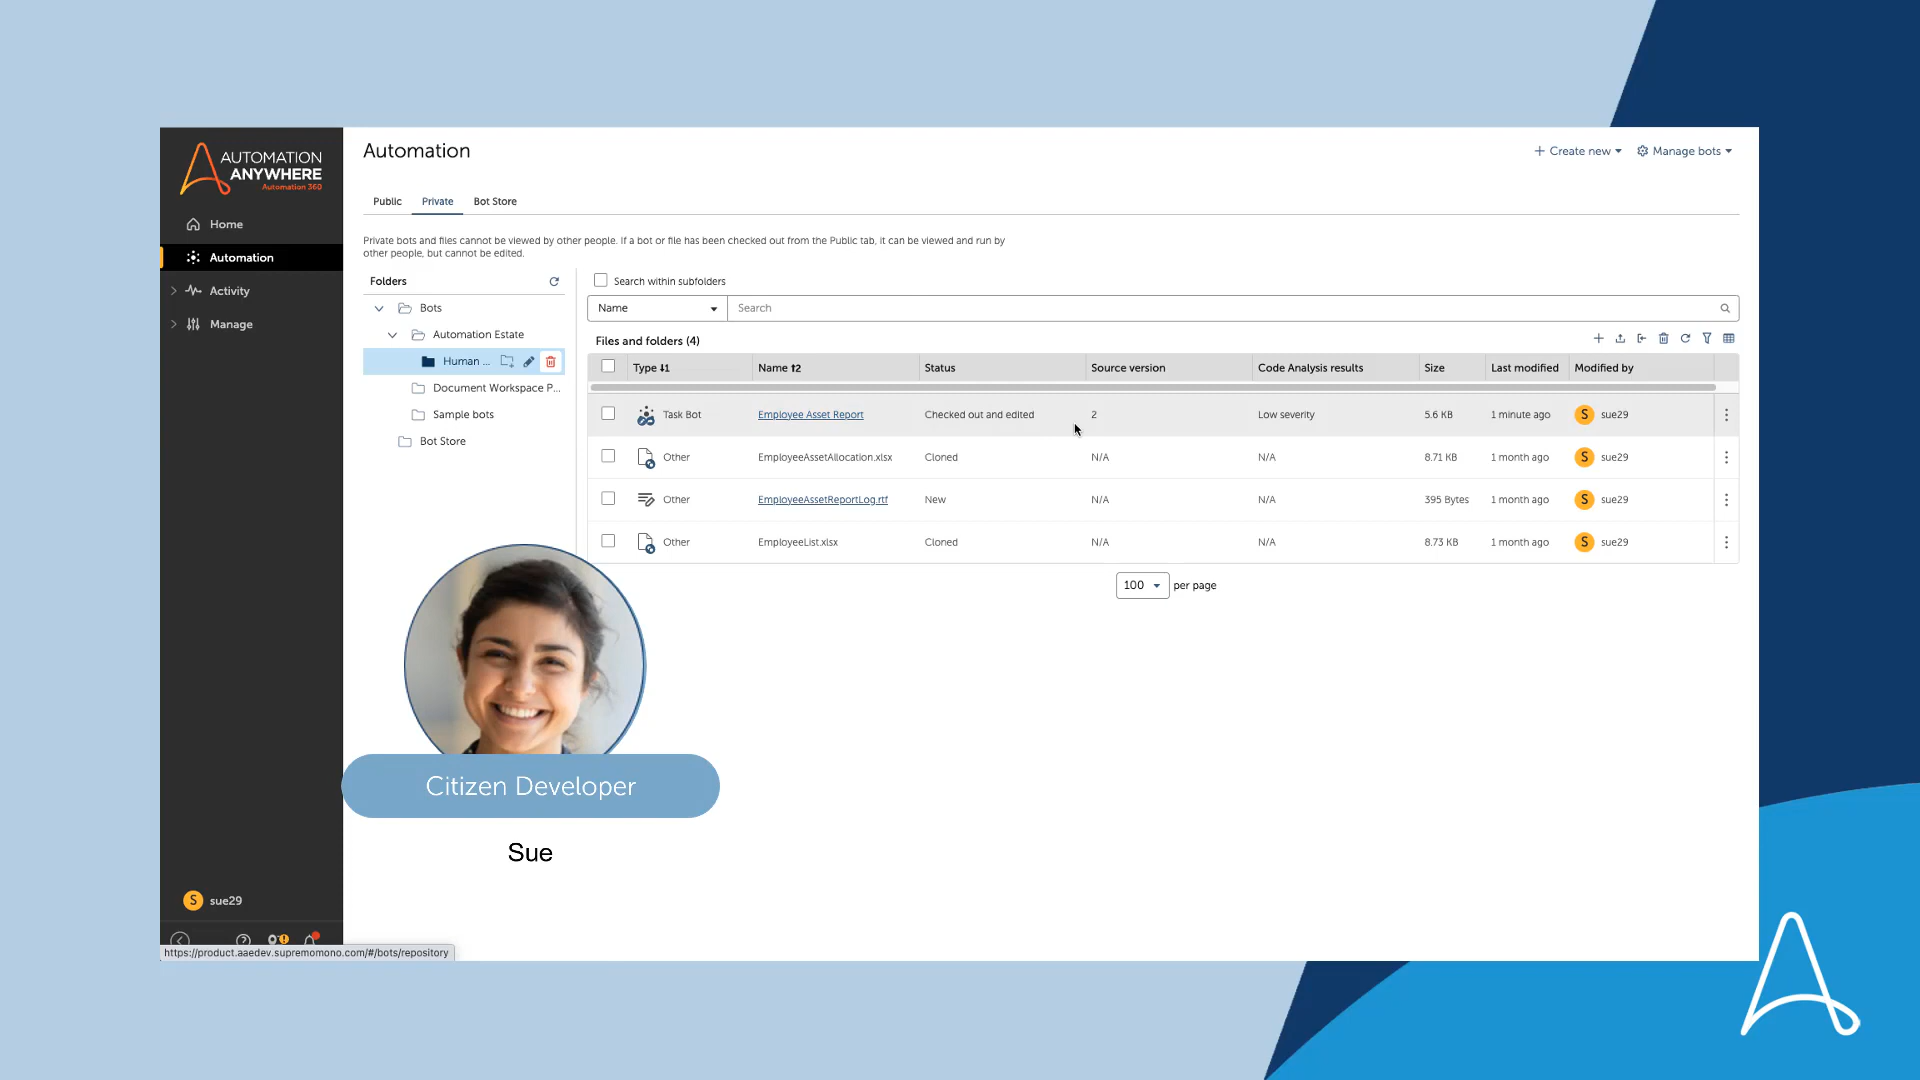 AUTOMATION
ANYWHERE
Automation 360
Home
Automation
Activity
Manage
S sue29
https://product.aaedev.supremomono.com/#/bots/repository
Automation
Create new
Manage bots
Public Private Bot Store
Private bots and files cannot be viewed by other people. If a bot or file has been checked out from the Public tab, it can be viewed and run by
other people, but cannot be edited.
Folders
Bots
Automation Estate
Human ...
Document Workspace P...
Sample bots
Bot Store
Search within subfolders
Name Search
Files and folders (4)
Type Name Status Source version Code Analysis results Size Last modified Modified by
Task Bot Employee Asset Report Checked out and edited 2 Low severity 5.6 KB 1 minute ago S sue29
Other EmployeeAssetAllocation.xlsx Cloned N/A N/A 8.71 KB 1 month ago S sue29
Other EmployeeAssetReportLog.rtf New N/A N/A 395 Bytes 1 month ago S sue29
Other EmployeeList.xlsx Cloned N/A N/A 8.73 KB 1 month ago S sue29
100 per page
Citizen Developer
Sue